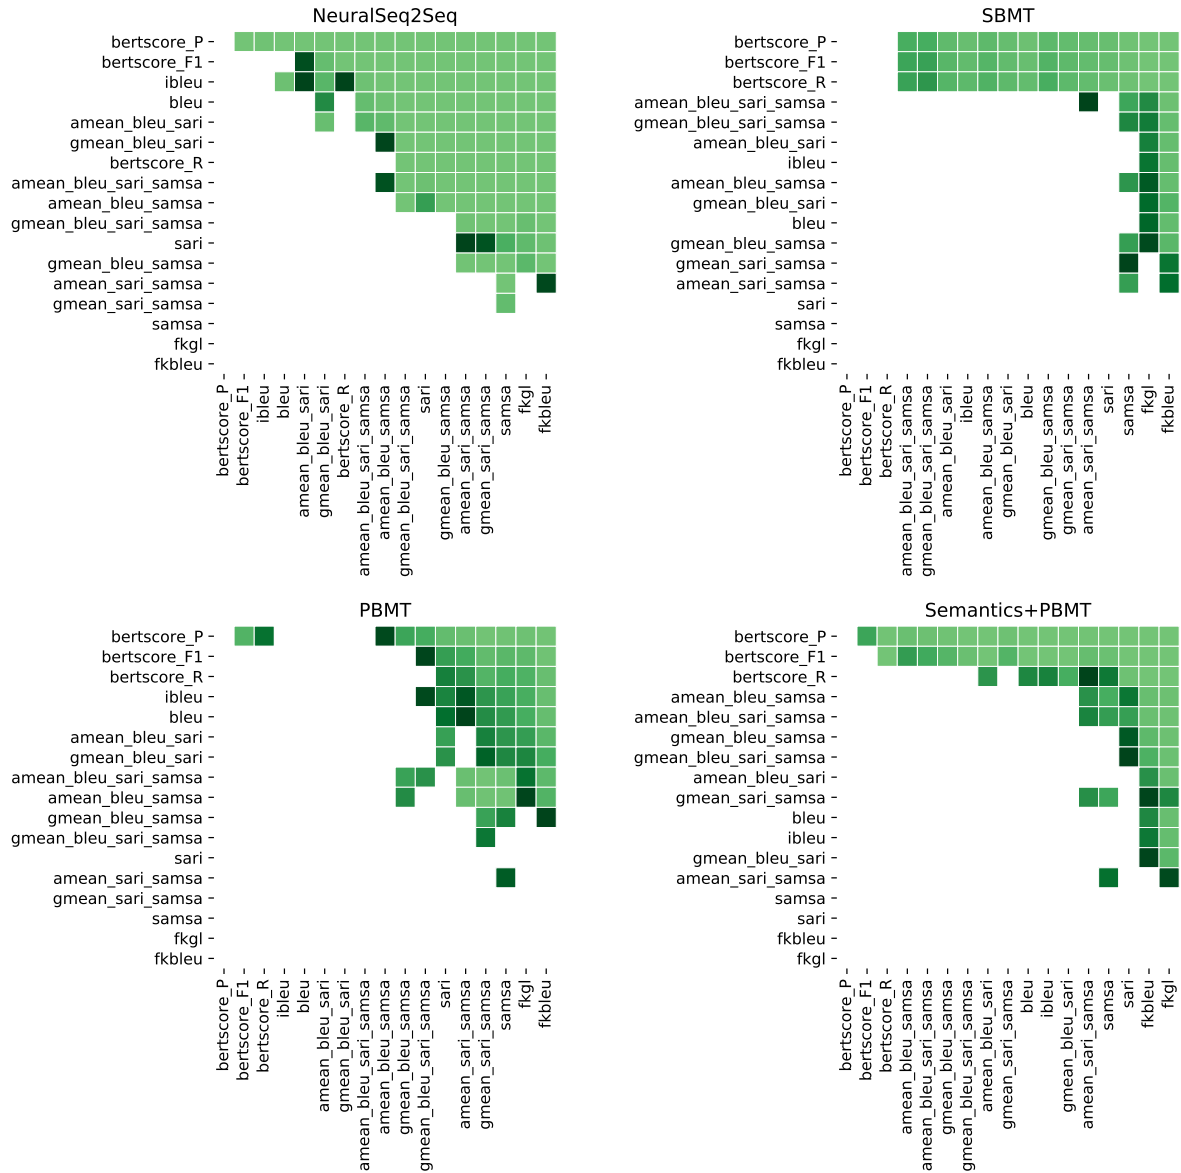 NeuralSeq2Seq
bertscore_P
bertscore_F1
ibleu
bleu
amean_bleu_sari
gmean_bleu_sari
bertscore_R
amean_bleu_sari_samsa
amean_bleu_samsa
gmean_bleu_sari_samsa
sari
gmean_bleu_samsa
amean_sari_samsa
gmean_sari_samsa
samsa
fkgl
fkbleu
bertscore_P
bertscore_F1
ibleu
bleu
amean_bleu_sari
gmean_bleu_sari
bertscore_R
amean_bleu_sari_samsa
amean_bleu_samsa
gmean_bleu_sari_samsa
sari
gmean_bleu_samsa
amean_sari_samsa
gmean_sari_samsa
samsa
fkgl
fkbleu
SBMT
bertscore_P
bertscore_F1
bertscore_R
amean_bleu_sari_samsa
gmean_bleu_sari_samsa
amean_bleu_sari
ibleu
amean_bleu_samsa
gmean_bleu_sari
bleu
gmean_bleu_samsa
gmean_sari_samsa
amean_sari_samsa
sari
samsa
fkgl
fkbleu
bertscore_P
bertscore_F1
bertscore_R
amean_bleu_sari_samsa
gmean_bleu_sari_samsa
amean_bleu_sari
ibleu
amean_bleu_samsa
gmean_bleu_sari
bleu
gmean_bleu_samsa
gmean_sari_samsa
amean_sari_samsa
sari
samsa
fkgl
fkbleu
PBMT
bertscore_P
bertscore_F1
bertscore_R
ibleu
bleu
amean_bleu_sari
gmean_bleu_sari
amean_bleu_sari_samsa
amean_bleu_samsa
gmean_bleu_samsa
gmean_bleu_sari_samsa
sari
amean_sari_samsa
gmean_sari_samsa
samsa
fkgl
fkbleu
bertscore_P
bertscore_F1
bertscore_R
ibleu
bleu
amean_bleu_sari
gmean_bleu_sari
amean_bleu_sari_samsa
amean_bleu_samsa
gmean_bleu_samsa
gmean_bleu_sari_samsa
sari
amean_sari_samsa
gmean_sari_samsa
samsa
fkgl
fkbleu
Semantics+PBMT
bertscore_P
bertscore_F1
bertscore_R
amean_bleu_samsa
amean_bleu_sari_samsa
gmean_bleu_samsa
gmean_bleu_sari_samsa
amean_bleu_sari
gmean_sari_samsa
bleu
ibleu
gmean_bleu_sari
amean_sari_samsa
samsa
sari
fkbleu
fkgl
bertscore_P
bertscore_F1
bertscore_R
amean_bleu_samsa
amean_bleu_sari_samsa
gmean_bleu_samsa
gmean_bleu_sari_samsa
amean_bleu_sari
gmean_sari_samsa
bleu
ibleu
gmean_bleu_sari
amean_sari_samsa
samsa
sari
fkbleu
fkgl